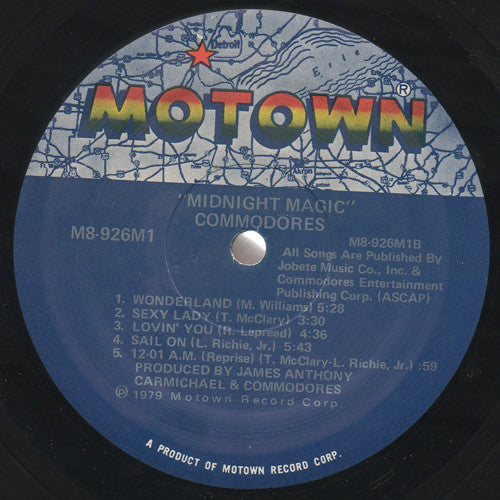 Detroit
Erie
MOTOWN®
Akron
"MIDNIGHT MAGIC"
COMMODORES
M8-926M1
M8-926M1B
All Songs Are Published By
Jobete Music Co., Inc. &
Commodores Entertainment
Publishing Corp. (ASCAP)
1. WONDERLAND (M. Williams) 5:28
2. SEXY LADY (T. McClary) 3:30
3. LOVIN' YOU (R. Lapread) 4:36
4. SAIL ON (L. Richie, Jr.) 5:43
5. 12-01 A.M. (Reprise) (T. McClary-L. Richie, Jr.) :59
PRODUCED BY JAMES ANTHONY
CARMICHAEL & COMMODORES
℗ 1979 Motown Record Corp.
A PRODUCT OF MOTOWN RECORD CORP.